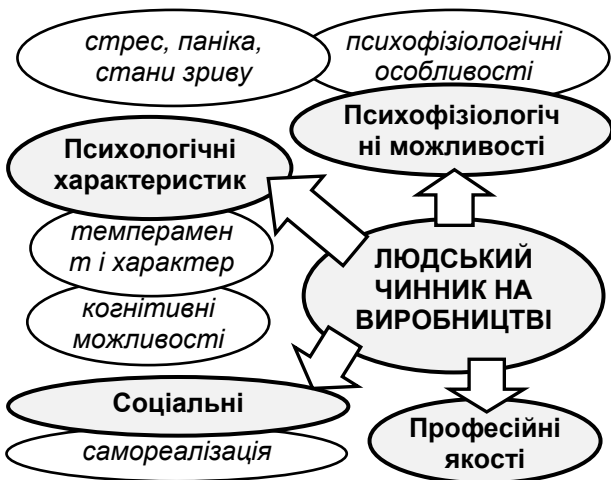 стрес, паніка,
стани зриву
психофізіологічні
особливості
Психофізіологіч
ні можливості
Психологічні
характеристик
темперамен
т і характер
когнітивні
можливості
ЛЮДСЬКИЙ
ЧИННИК НА
ВИРОБНИЦТВІ
Соціальні
самореалізація
Професійні
якості